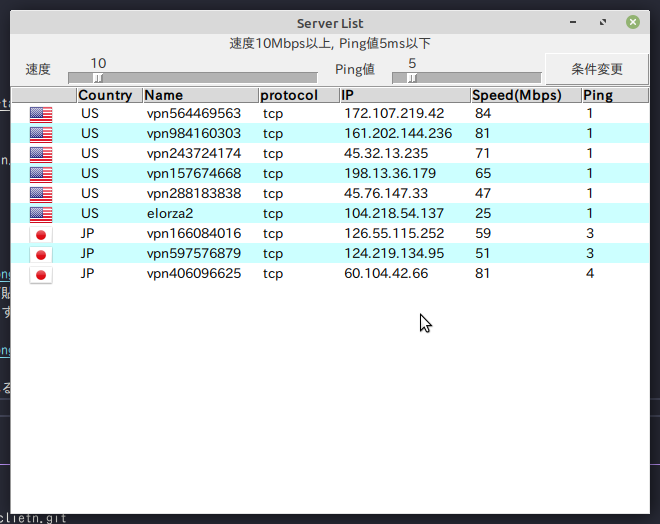 Server List
速度10Mbps以上, Ping値5ms以下
速度 10 Ping値 5 条件変更
Country Name protocol IP Speed(Mbps) Ping
US vpn564469563 tcp 172.107.219.42 84 1
US vpn984160303 tcp 161.202.144.236 81 1
US vpn243724174 tcp 45.32.13.235 71 1
US vpn157674668 tcp 198.13.36.179 65 1
US vpn288183838 tcp 45.76.147.33 47 1
US elorza2 tcp 104.218.54.137 25 1
JP vpn166084016 tcp 126.55.115.252 59 3
JP vpn597576879 tcp 124.219.134.95 51 3
JP vpn406096625 tcp 60.104.42.66 81 4
clietn.git